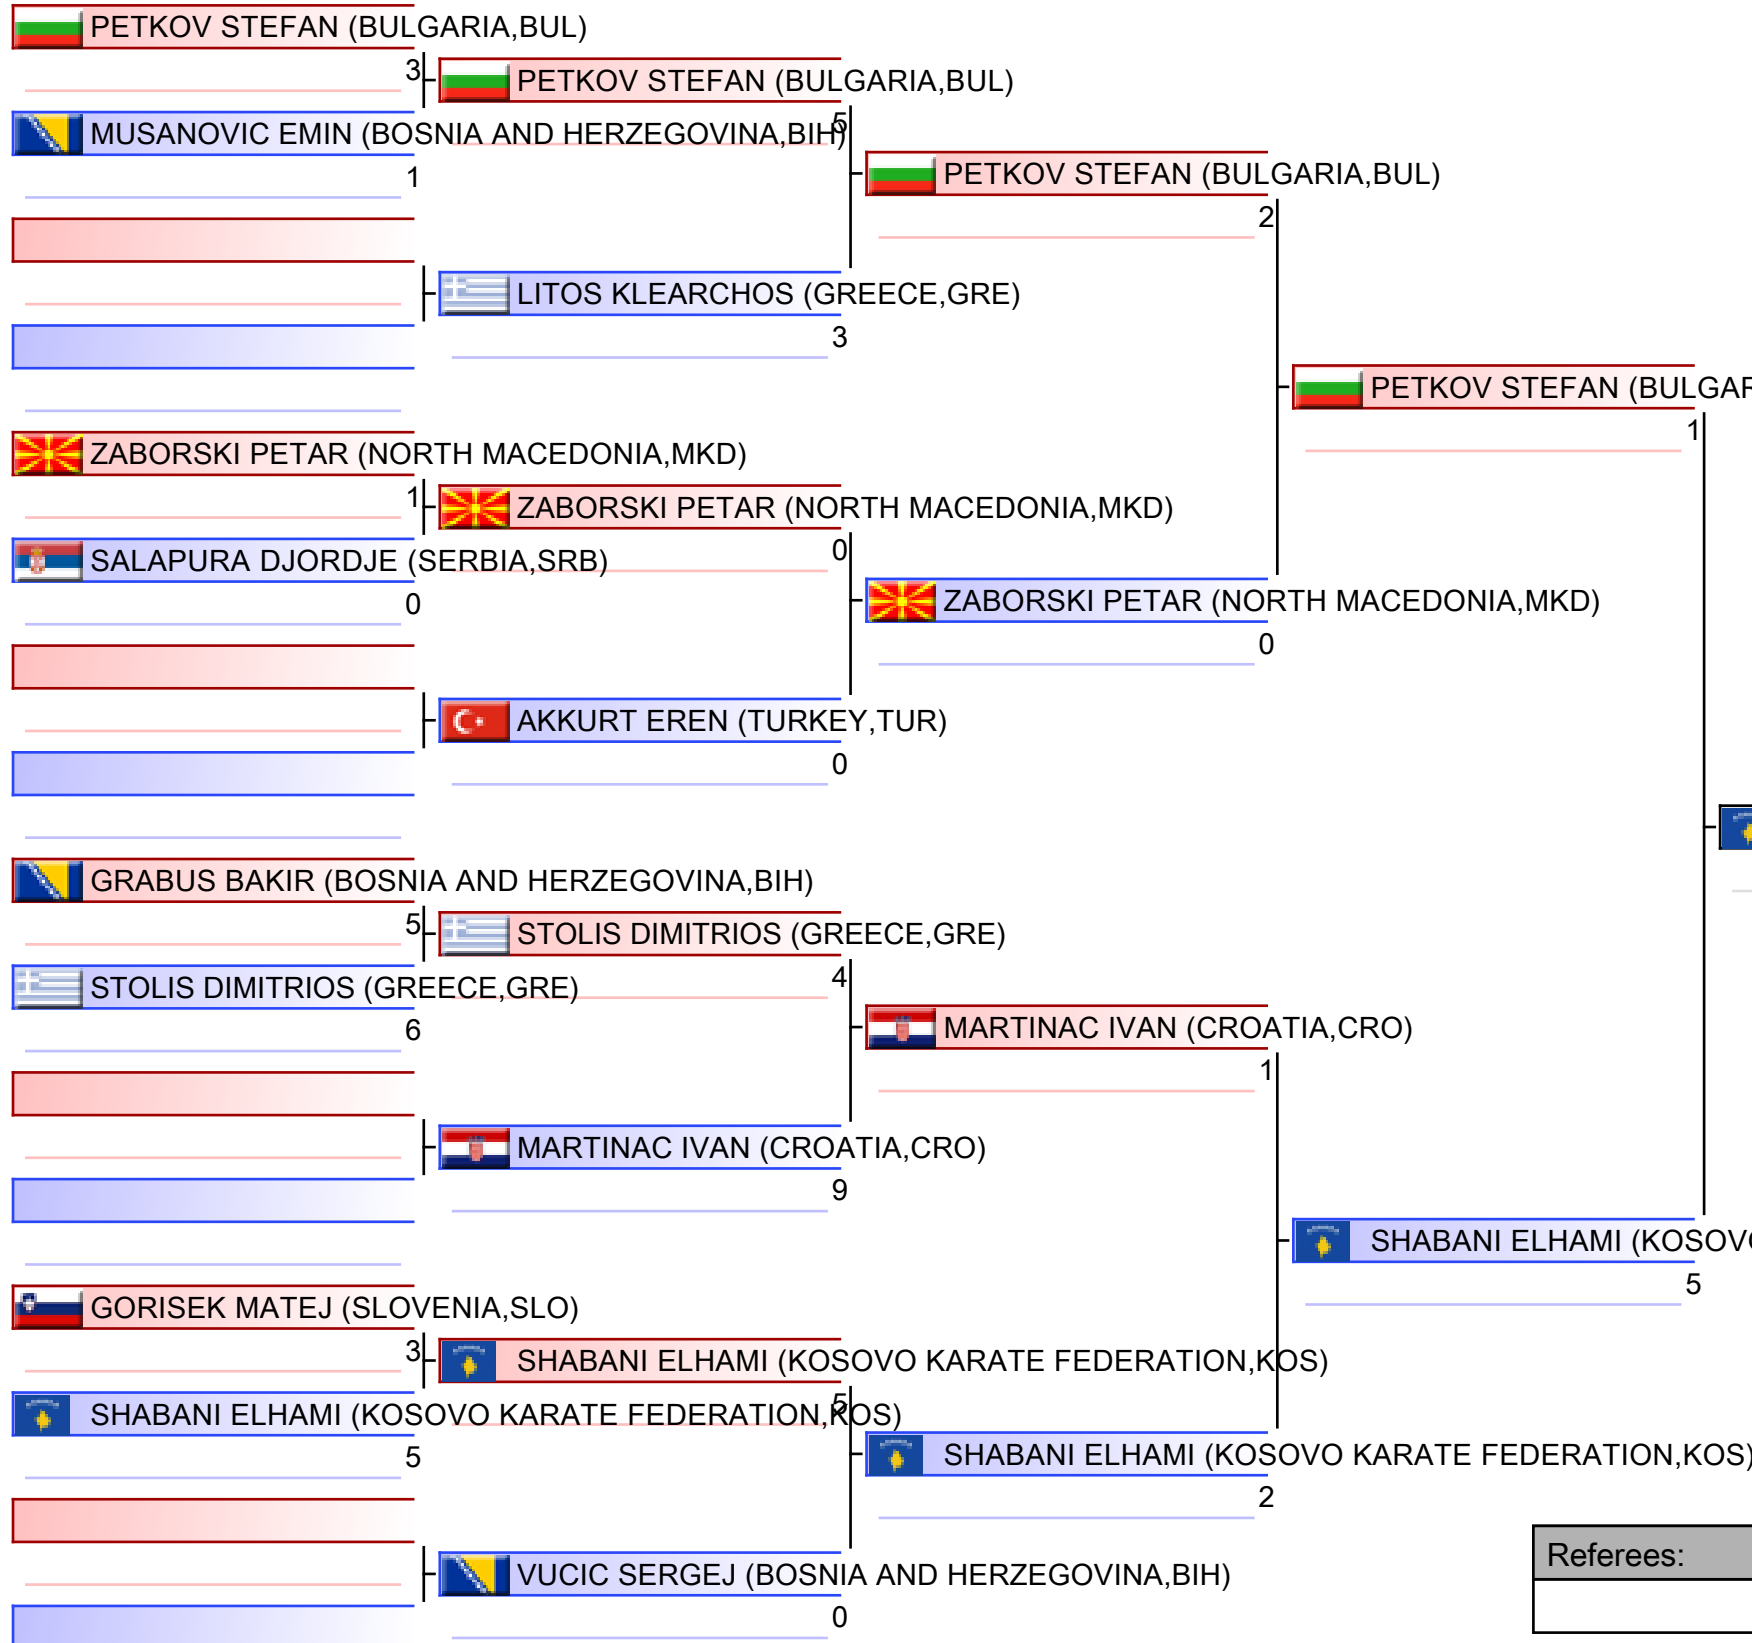 PETKOV STEFAN (BULGARIA,BUL)
3
PETKOV STEFAN (BULGARIA,BUL)
5
MUSANOVIC EMIN (BOSNIA AND HERZEGOVINA,BIH)
1
PETKOV STEFAN (BULGARIA,BUL)
2
LITOS KLEARCHOS (GREECE,GRE)
3
PETKOV STEFAN (BULGAR
1
ZABORSKI PETAR (NORTH MACEDONIA,MKD)
1
ZABORSKI PETAR (NORTH MACEDONIA,MKD)
0
SALAPURA DJORDJE (SERBIA,SRB)
0
ZABORSKI PETAR (NORTH MACEDONIA,MKD)
0
AKKURT EREN (TURKEY,TUR)
0
GRABUS BAKIR (BOSNIA AND HERZEGOVINA,BIH)
5
STOLIS DIMITRIOS (GREECE,GRE)
4
STOLIS DIMITRIOS (GREECE,GRE)
6
MARTINAC IVAN (CROATIA,CRO)
1
MARTINAC IVAN (CROATIA,CRO)
9
SHABANI ELHAMI (KOSOVO
5
GORISEK MATEJ (SLOVENIA,SLO)
3
SHABANI ELHAMI (KOSOVO KARATE FEDERATION,KOS)
5
SHABANI ELHAMI (KOSOVO KARATE FEDERATION,KOS)
5
SHABANI ELHAMI (KOSOVO KARATE FEDERATION,KOS)
2
VUCIC SERGEJ (BOSNIA AND HERZEGOVINA,BIH)
0
Referees: